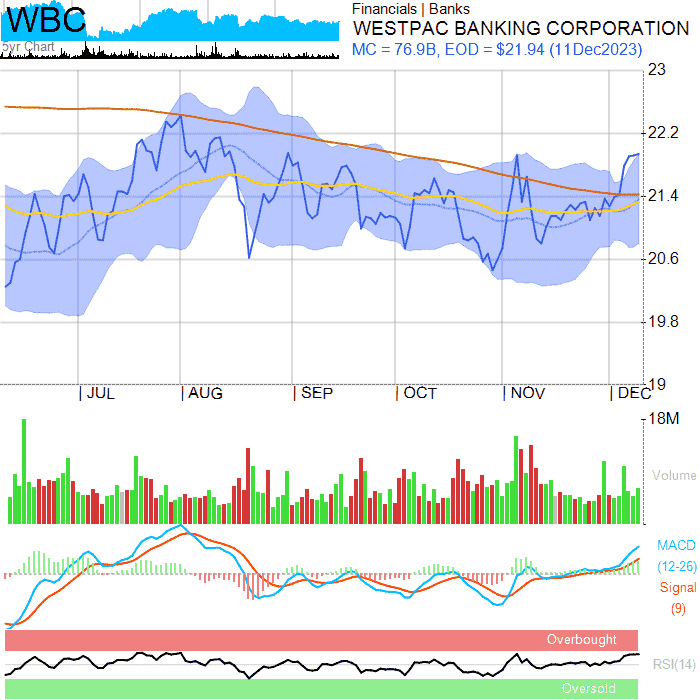 WBC
5yr Chart
Financials | Banks
WESTPAC BANKING CORPORATION
MC = 76.9B, EOD = $21.94 (11Dec2023)
23
22.2
21.4
20.6
19.8
19
| JUL
| AUG
| SEP
| OCT
| NOV
| DEC
18M
Volume
MACD
(12-26)
Signal
(9)
Overbought
RSI(14)
Oversold